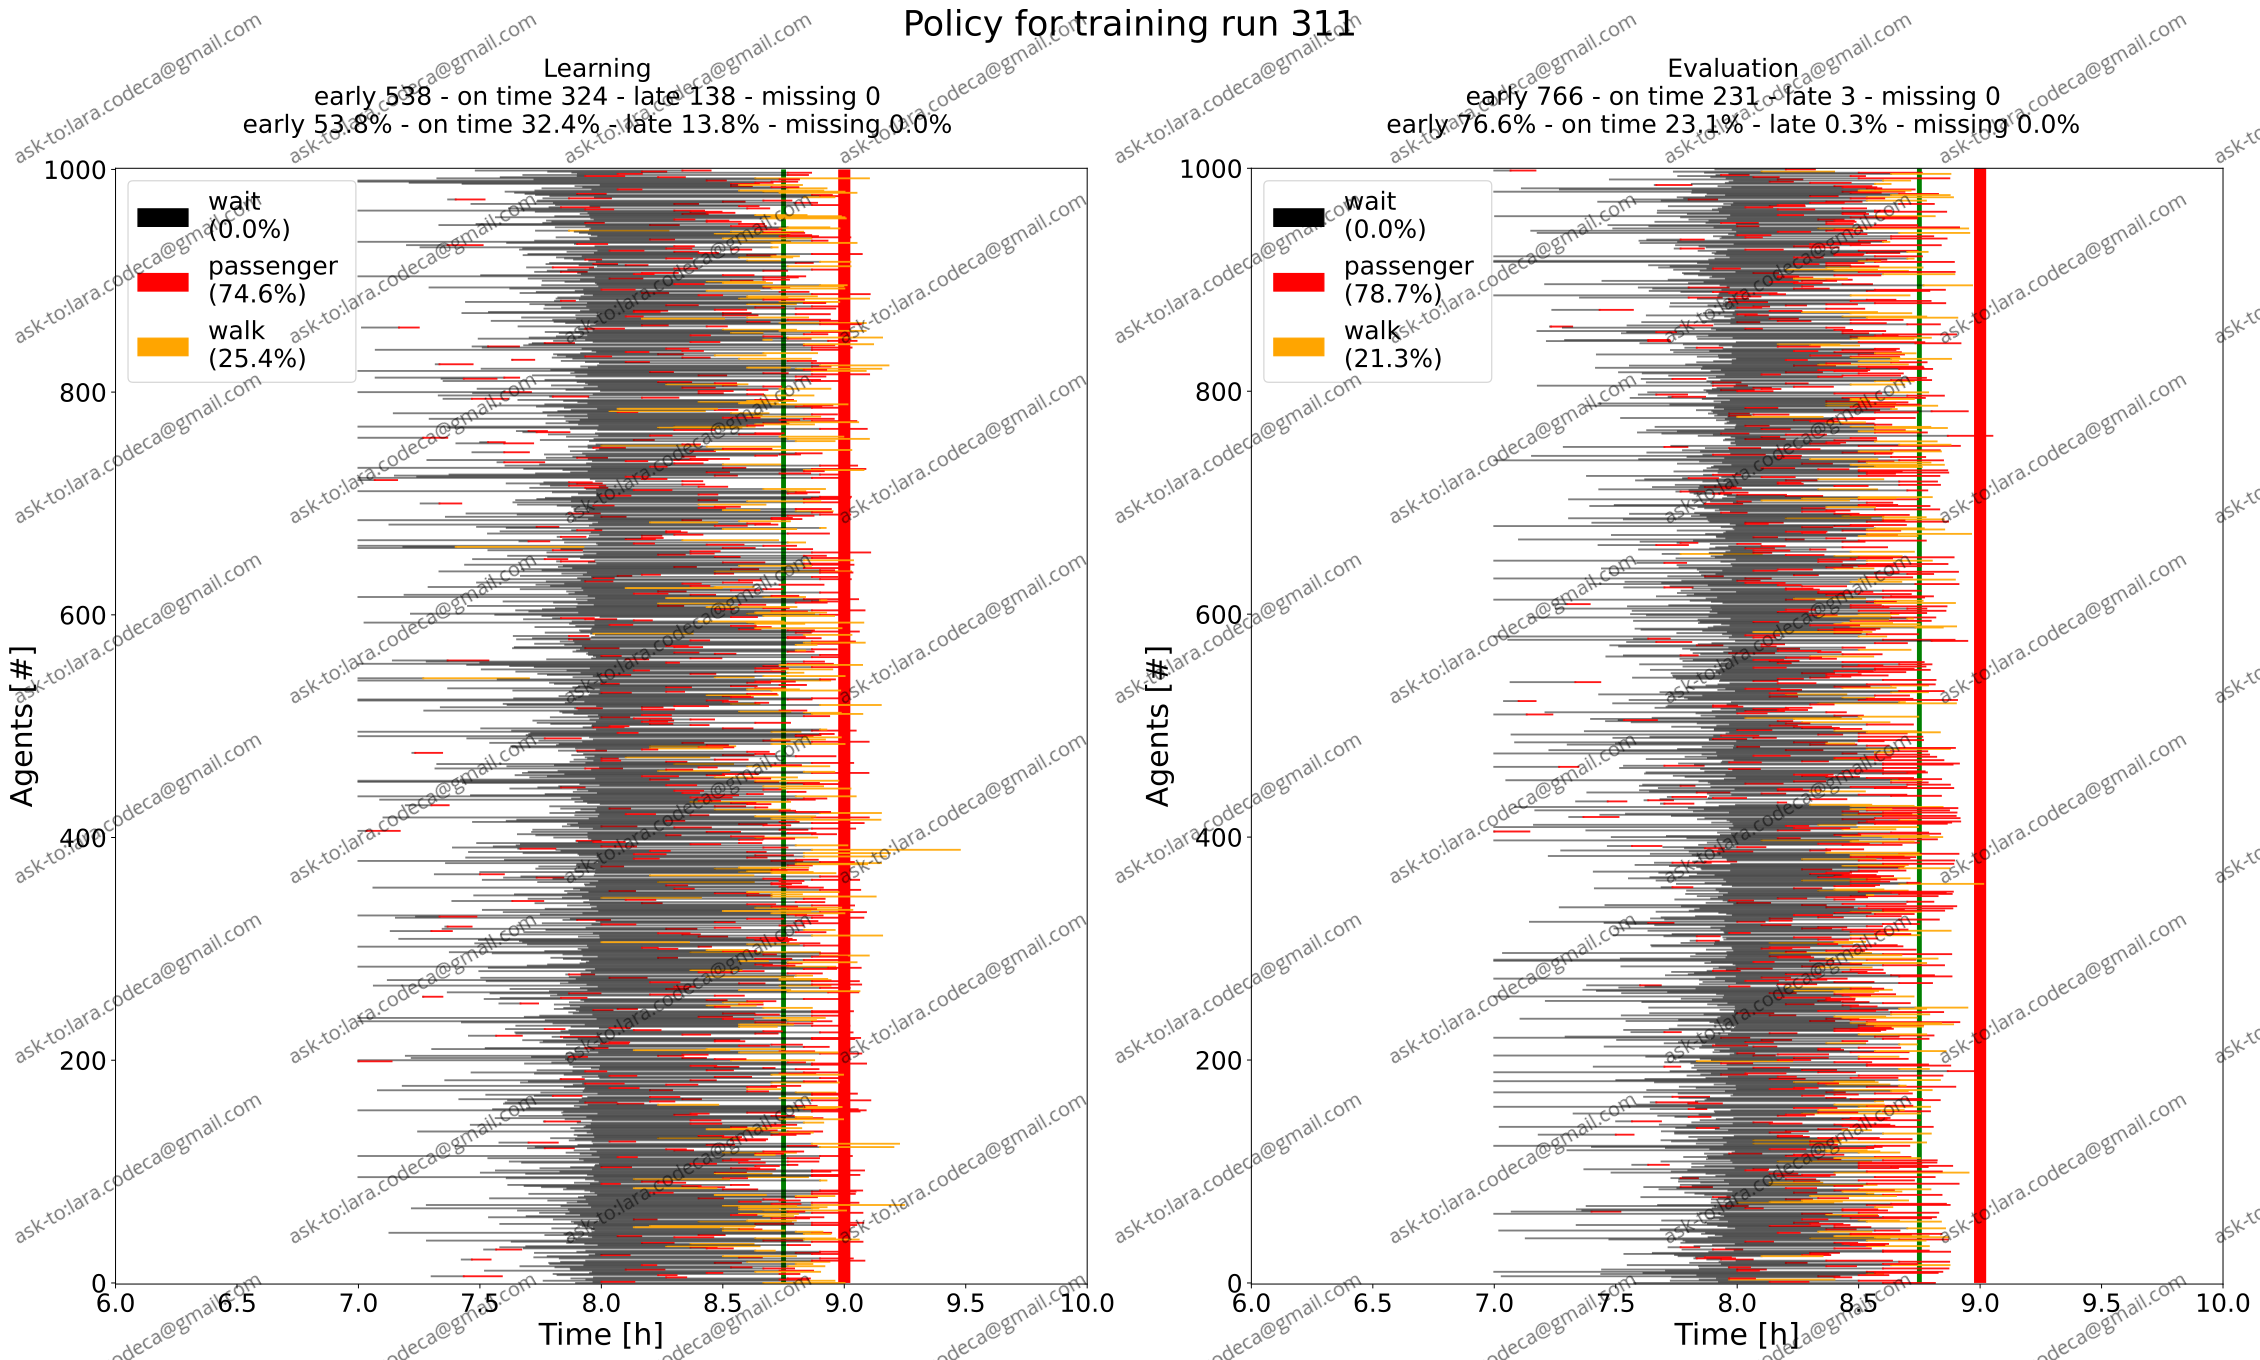 Policy for training run 311
Learning
early 538 - on time 324 - late 138 - missing 0
early 53.8% - on time 32.4% - late 13.8% - missing 0.0%
1000
800
600
400
200
0
Agents [#]
wait
(0.0%)
passenger
(74.6%)
walk
(25.4%)
6.0 6.5 7.0 7.5 8.0 8.5 9.0 9.5 10.0
Time [h]
Evaluation
early 766 - on time 231 - late 3 - missing 0
early 76.6% - on time 23.1% - late 0.3% - missing 0.0%
1000
800
600
400
200
0
Agents [#]
wait
(0.0%)
passenger
(78.7%)
walk
(21.3%)
6.0 6.5 7.0 7.5 8.0 8.5 9.0 9.5 10.0
Time [h]
ask-to:lara.codeca@gmail.com